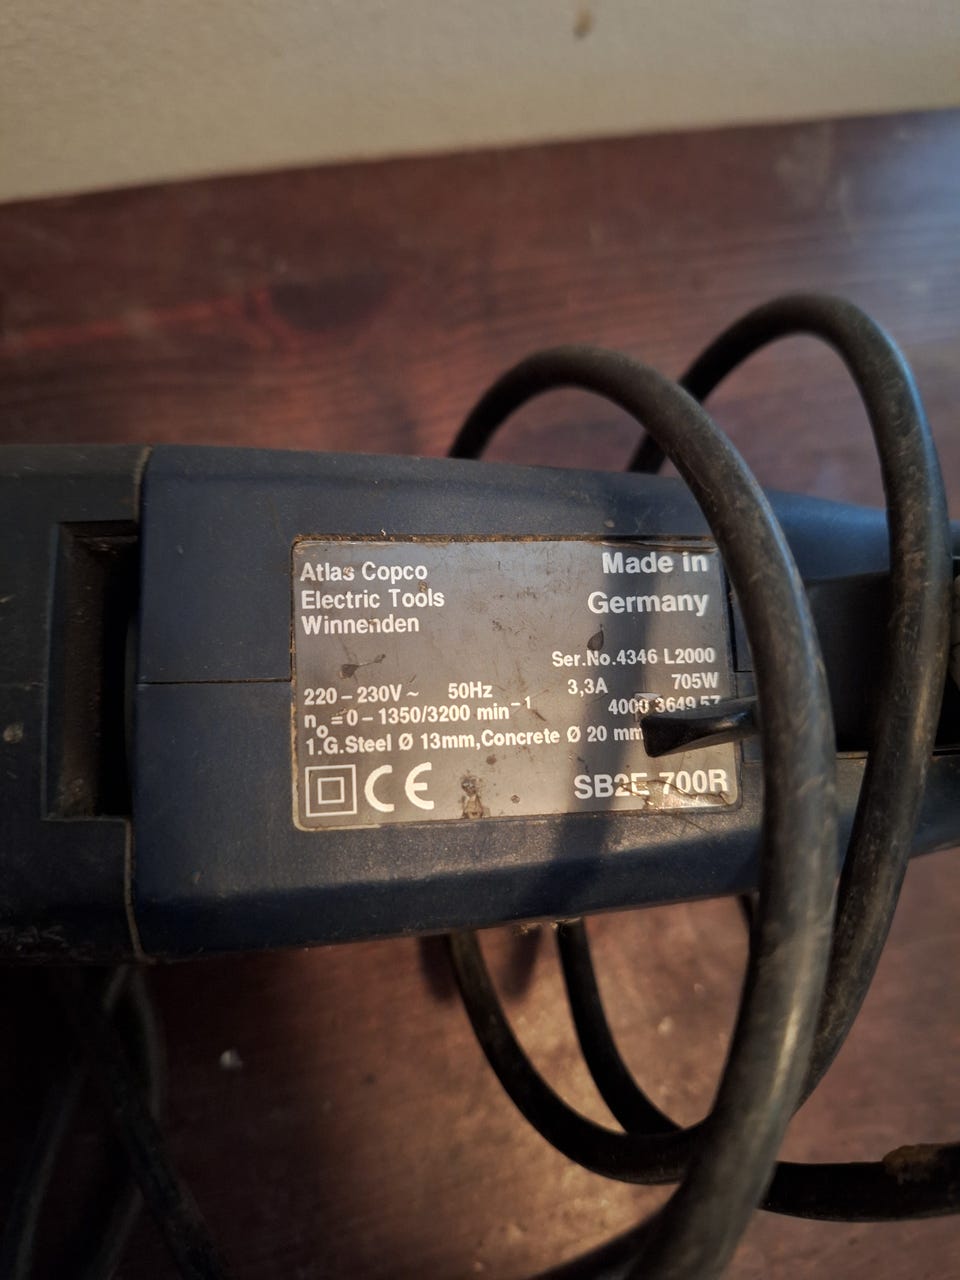 Atlas Copco
Electric Tools
Winnenden
Made in
Germany
Ser.No.4346 L2000
220 – 230V ~ 50Hz 3,3A 705W
no = 0 – 1350/3200 min⁻¹ 4000 3649 57
1.G.Steel Ø 13mm,Concrete Ø 20 mm
CE
SB2E 700R